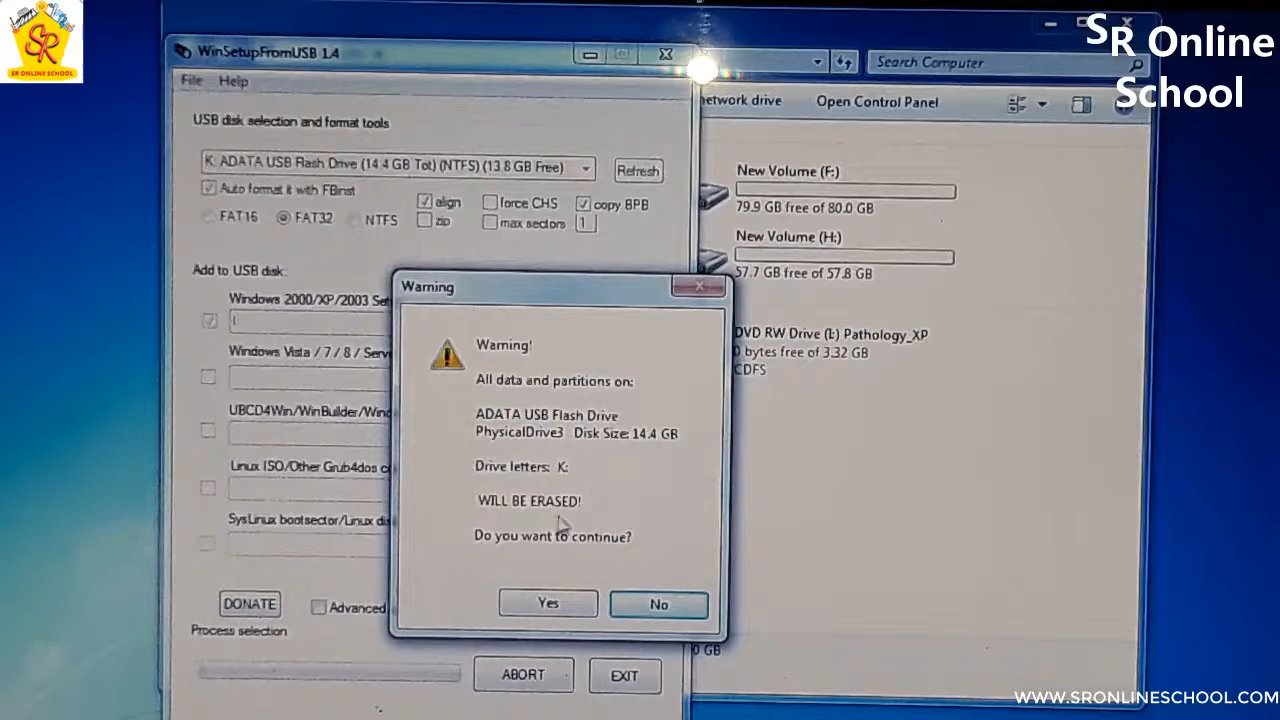 SR
SR ONLINE SCHOOL
SR Online
School
WinSetupFromUSB 1.4
File Help
USB disk selection and format tools
K: ADATA USB Flash Drive (14.4 GB Tot) (NTFS) (13.8 GB Free)
Refresh
Auto format it with FBinst
FAT16 FAT32 NTFS
align force CHS copy BPB
zip max sectors 1
Add to USB disk:
Windows 2000/XP/2003
Windows Vista / 7 / 8 /
UBCD4Win/WinBuilder/
Linux ISO/Other Grub4dos
SysLinux bootsector/Linux
DONATE
Advanced
Process selection
ABORT
EXIT
Warning
Warning!
All data and partitions on:
ADATA USB Flash Drive
PhysicalDrive3 Disk Size: 14.4 GB
Drive letters: K:
WILL BE ERASED!
Do you want to continue?
Yes
No
Search Computer
drive Open Control Panel
New Volume (F:)
79.9 GB free of 80.0 GB
New Volume (H:)
57.7 GB free of 57.8 GB
DVD RW Drive (I:) Pathology_XP
0 bytes free of 3.32 GB
CDFS
0 GB
WWW.SRONLINESCHOOL.COM